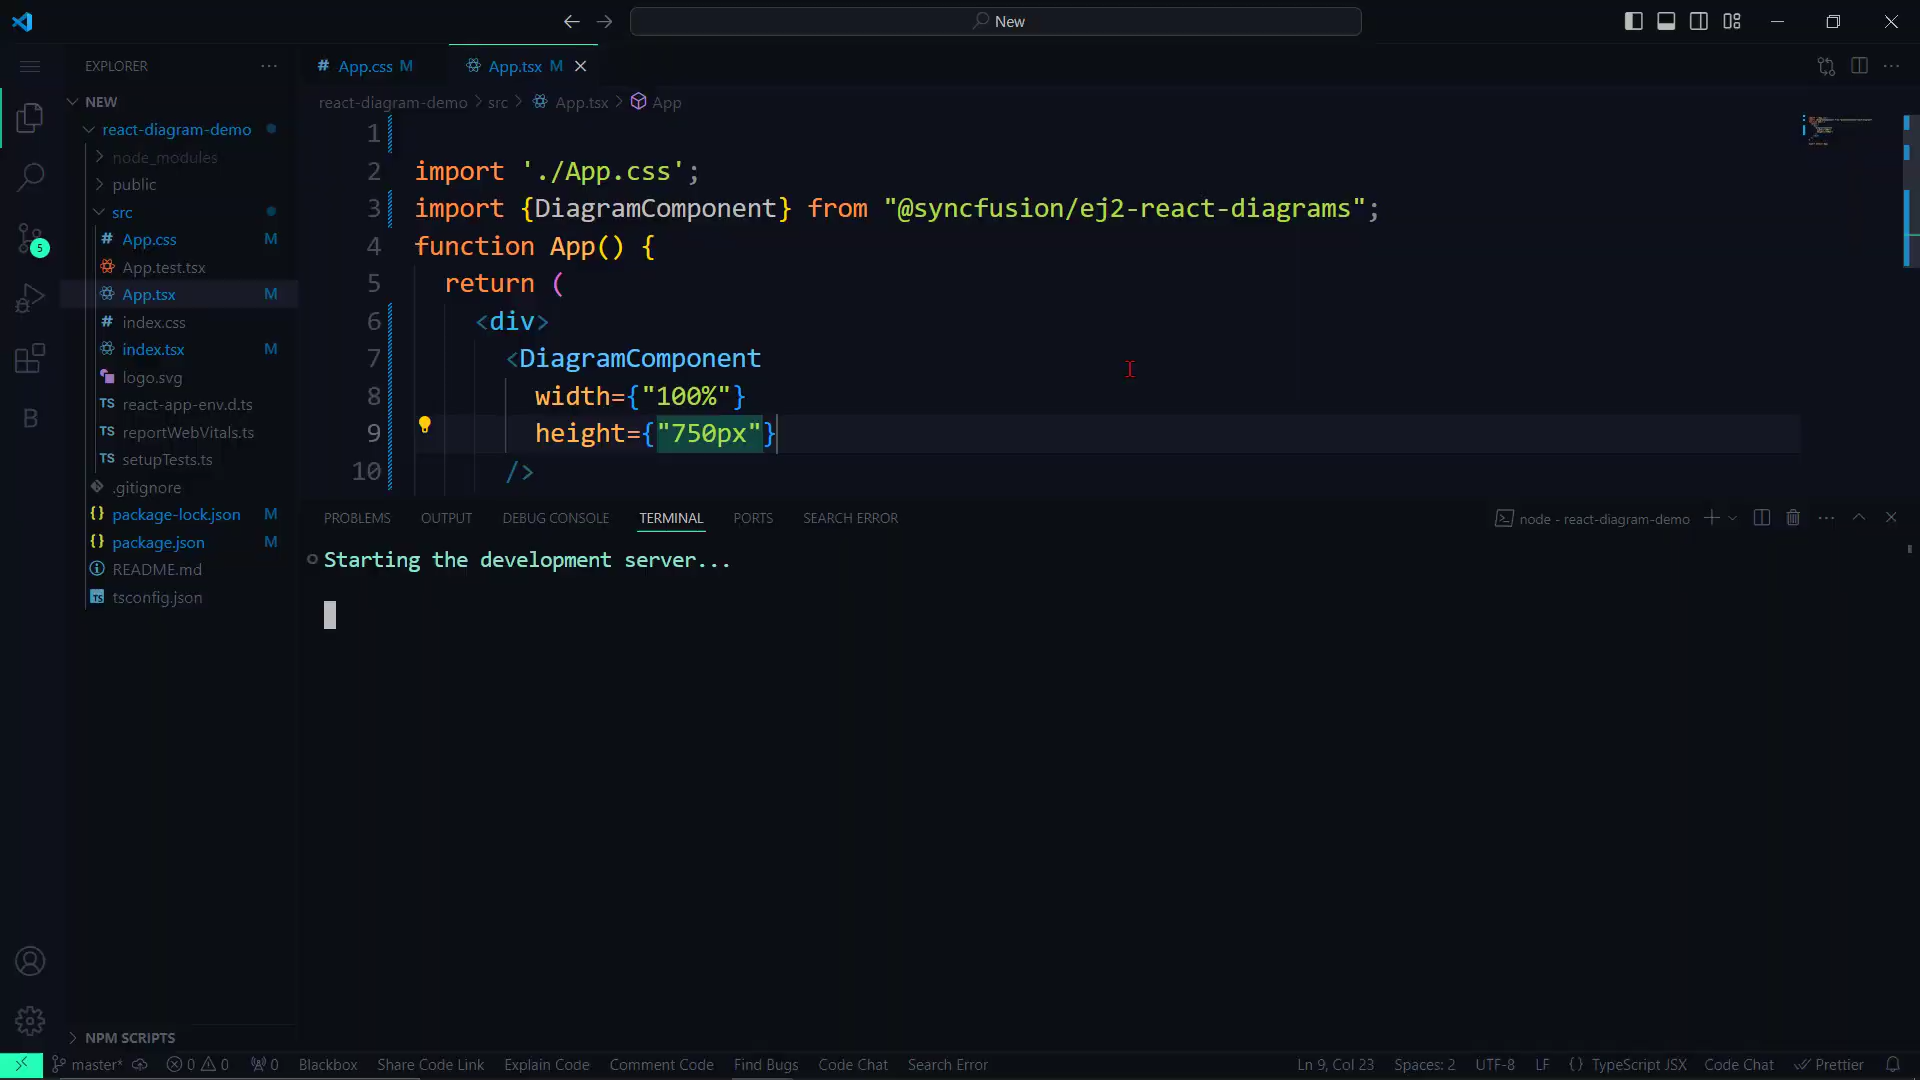 New
EXPLORER
NEW
react-diagram-demo
node_modules
public
src
# App.css M
App.test.tsx
App.tsx M
# index.css
index.tsx M
logo.svg
TS react-app-env.d.ts
TS reportWebVitals.ts
TS setupTests.ts
.gitignore
{} package-lock.json M
{} package.json M
README.md
TS tsconfig.json
NPM SCRIPTS
5
B
# App.css M
App.tsx M
react-diagram-demo > src > App.tsx > App
1
2 import './App.css';
3 import {DiagramComponent} from "@syncfusion/ej2-react-diagrams";
4 function App() {
5 return (
6 <div>
7 <DiagramComponent
8 width={"100%"}
9 height={"750px"}
10 />
PROBLEMS OUTPUT DEBUG CONSOLE TERMINAL PORTS SEARCH ERROR
node - react-diagram-demo
Starting the development server...
master* 0 0 0 Blackbox Share Code Link Explain Code Comment Code Find Bugs Code Chat Search Error
Ln 9, Col 23 Spaces: 2 UTF-8 LF {} TypeScript JSX Code Chat Prettier